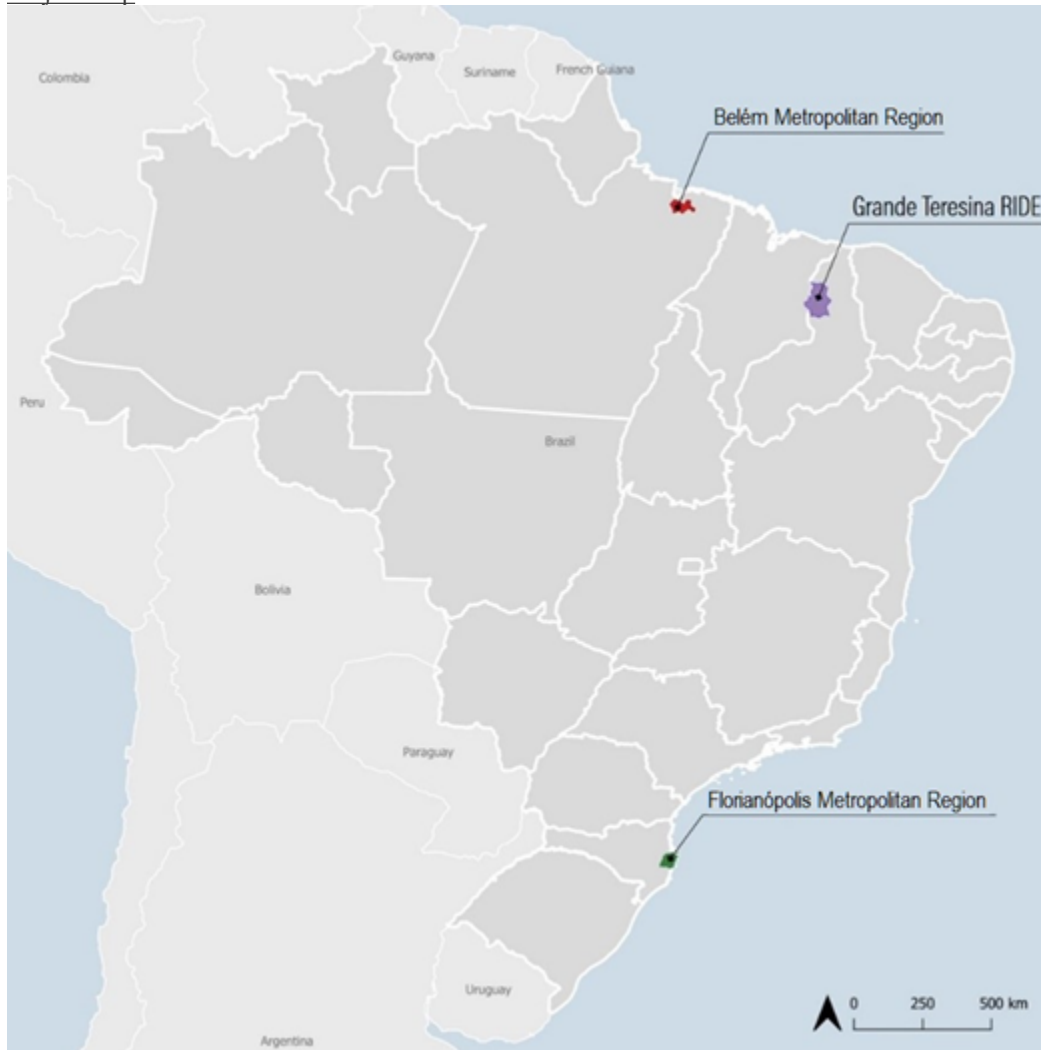 Guyana
Suriname
French Guiana
Colombia
Belém Metropolitan Region
Grande Teresina RIDE
Peru
Brazil
Bolivia
Paraguay
Florianópolis Metropolitan Region
Uruguay
0 250 500 km
Argentina